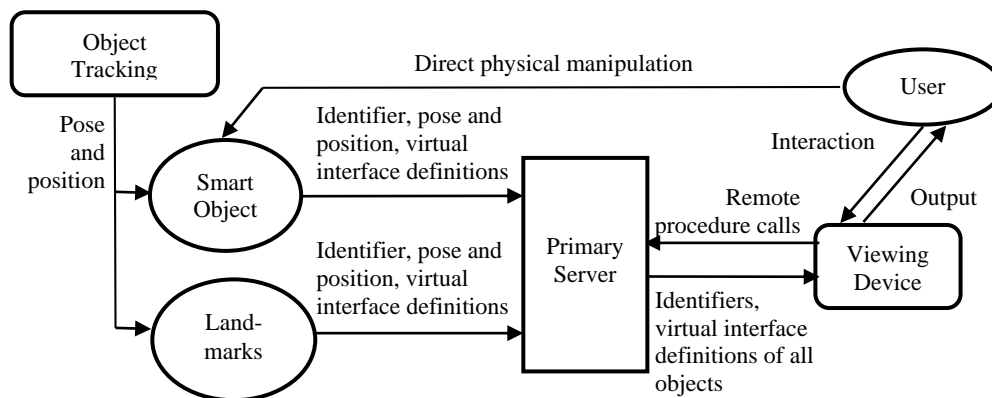 Object
Tracking
Direct physical manipulation
User
Pose
and
position
Identifier, pose and
position, virtual
interface definitions
Interaction
Smart
Object
Remote
procedure calls
Output
Primary
Server
Viewing
Device
Identifier, pose and
position, virtual
interface definitions
Land-
marks
Identifiers,
virtual interface
definitions of all
objects